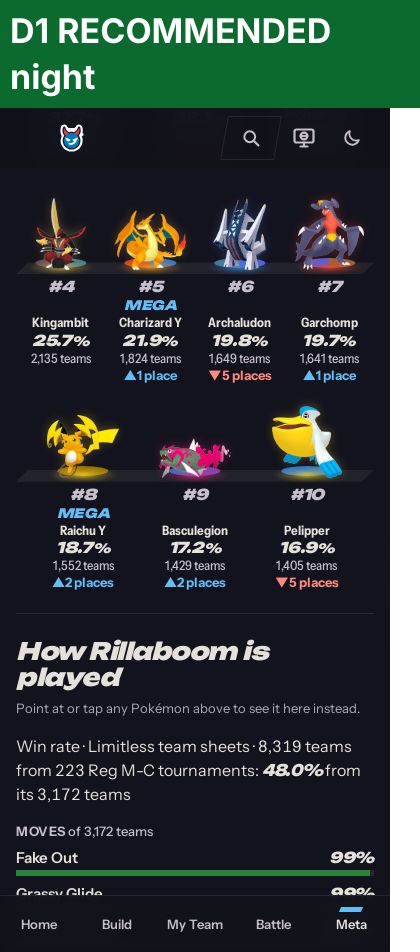 D1 RECOMMENDED
night
#4 #5 #6 #7
MEGA
Kingambit Charizard Y Archaludon Garchomp
25.7% 21.9% 19.8% 19.7%
2,135 teams 1,824 teams 1,649 teams 1,641 teams
▲1 place ▼5 places ▲1 place
#8 #9 #10
MEGA
Raichu Y Basculegion Pelipper
18.7% 17.2% 16.9%
1,552 teams 1,429 teams 1,405 teams
▲2 places ▲2 places ▼5 places
How Rillaboom is
played
Point at or tap any Pokémon above to see it here instead.
Win rate · Limitless team sheets · 8,319 teams
from 223 Reg M-C tournaments: 48.0% from
its 3,172 teams
MOVES of 3,172 teams
Fake Out 99%
Grassy Glide 99%
Home Build My Team Battle Meta